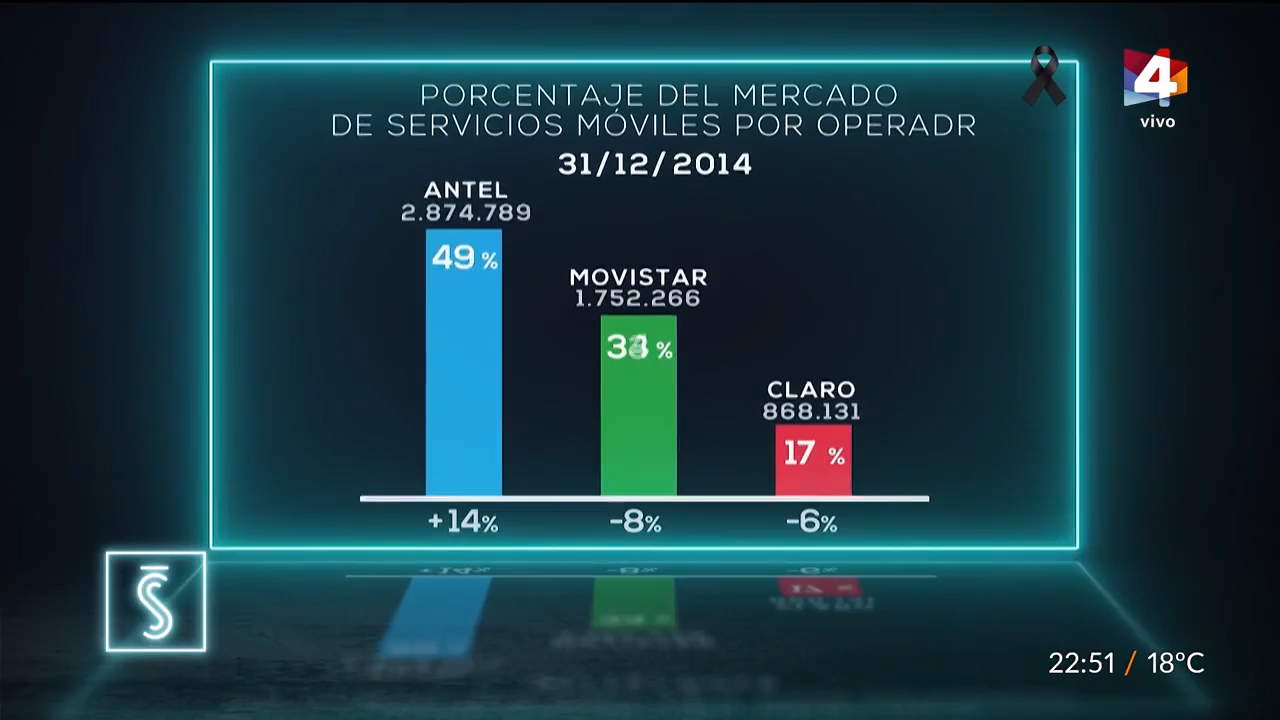 PORCENTAJE DEL MERCADO
DE SERVICIOS MÓVILES POR OPERADR
31/12/2014
4
vivo
ANTEL
2.874.789
49 %
MOVISTAR
1.752.266
%
CLARO
868.131
17 %
+14% -8% -6%
22:51 / 18°C